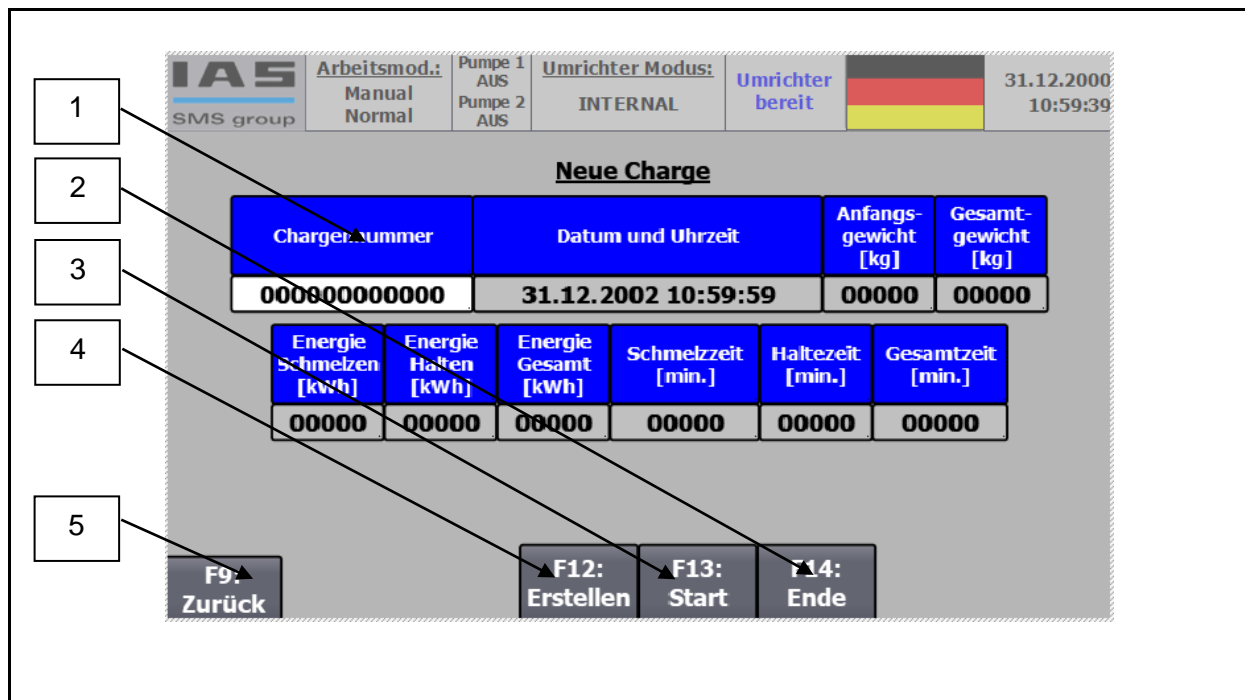 IAS
SMS group
Arbeitsmod.:
Manual
Normal
Pumpe 1
AUS
Pumpe 2
AUS
Umrichter Modus:
INTERNAL
Umrichter
bereit
31.12.2000
10:59:39
1
2
3
4
5
Neue Charge
Chargennummer
Datum und Uhrzeit
Anfangs-
gewicht
[kg]
Gesamt-
gewicht
[kg]
000000000000
31.12.2002 10:59:59
00000
00000
Energie
Schmelzen
[kWh]
Energie
Halten
[kWh]
Energie
Gesamt
[kWh]
Schmelzzeit
[min.]
Haltezeit
[min.]
Gesamtzeit
[min.]
00000
00000
00000
00000
00000
00000
F9:
Zurück
F12:
Erstellen
F13:
Start
F14:
Ende